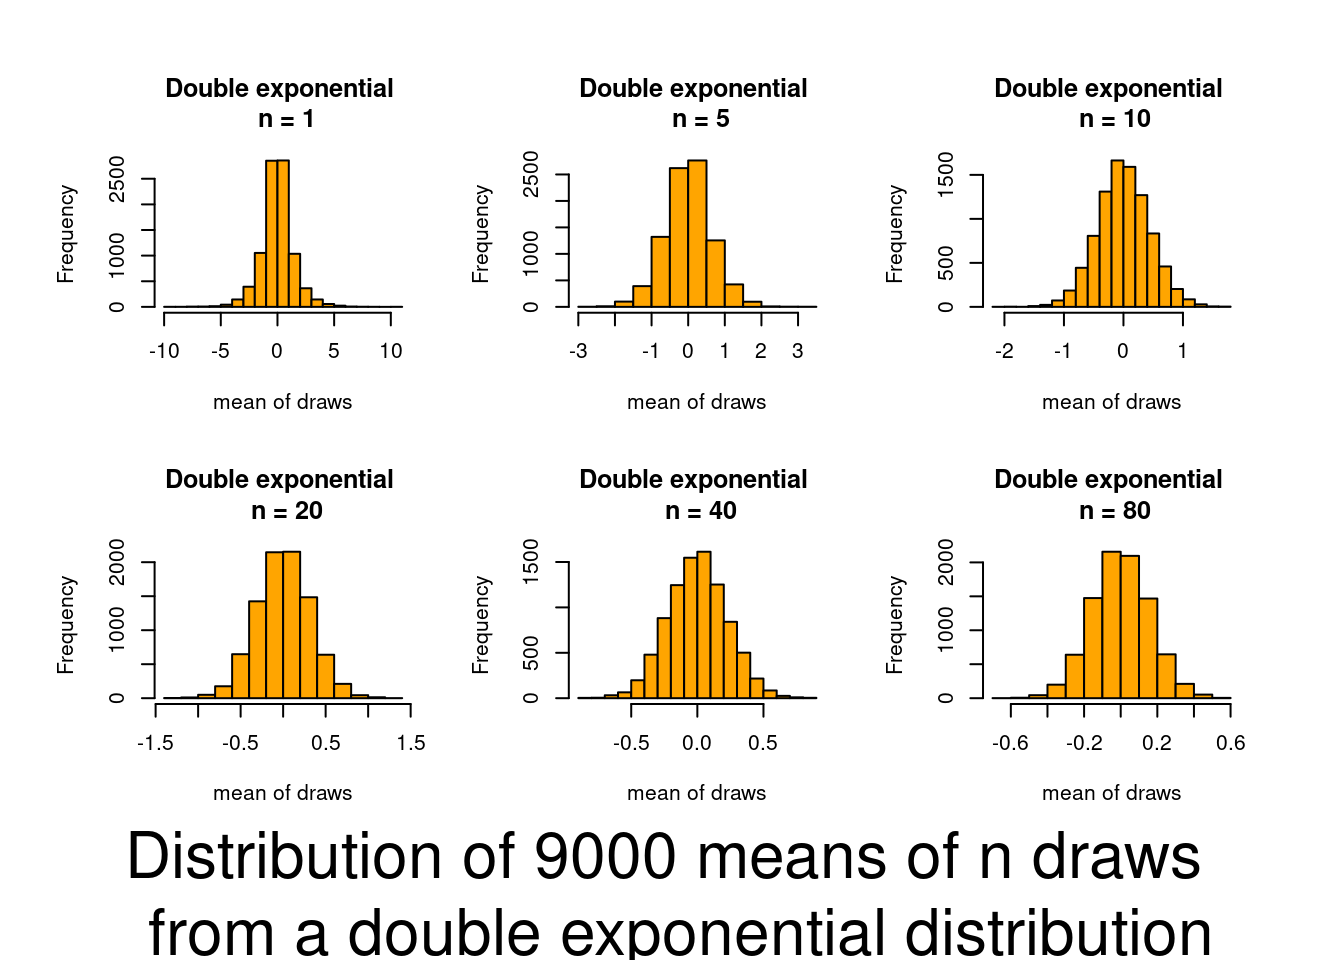 Double exponential
n = 1
Frequency
0
1000
2500
-10 -5 0 5 10
mean of draws
Double exponential
n = 5
Frequency
0
1000
2500
-3 -1 0 1 2 3
mean of draws
Double exponential
n = 10
Frequency
0
500
1500
-2 -1 0 1
mean of draws
Double exponential
n = 20
Frequency
0
1000
2000
-1.5 -0.5 0.5 1.5
mean of draws
Double exponential
n = 40
Frequency
0
500
1500
-0.5 0.0 0.5
mean of draws
Double exponential
n = 80
Frequency
0
1000
2000
-0.6 -0.2 0.2 0.6
mean of draws
Distribution of 9000 means of n draws
from a double exponential distribution